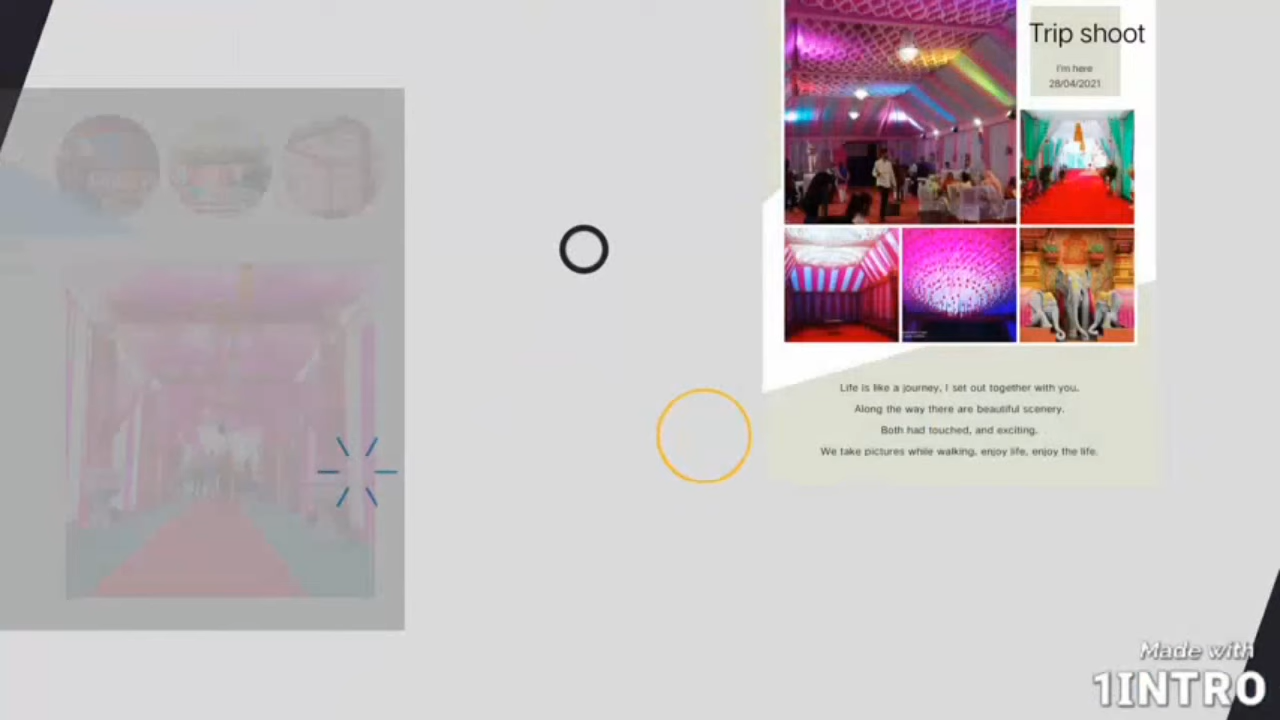 Trip shoot
I'm here
28/04/2021
Life is like a journey, I set out together with you.
Along the way there are beautiful scenery.
Both had touched, and exciting.
We take pictures while walking, enjoy life, enjoy the life.
Made with
1INTRO